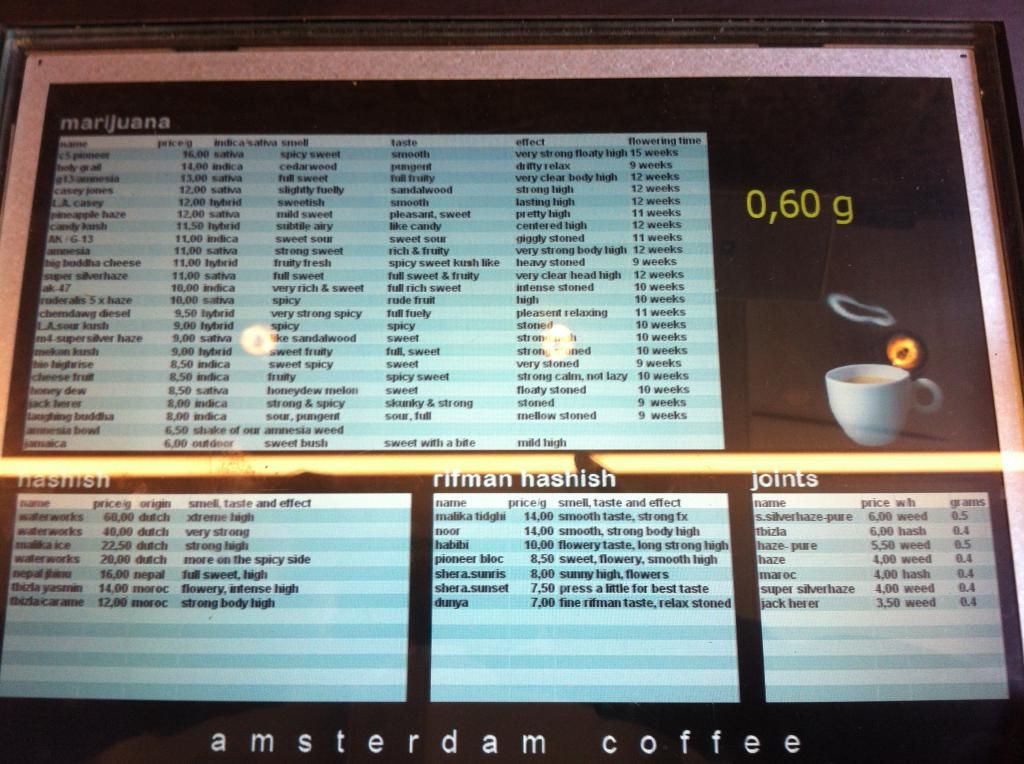 marijuana
name price/g indica/sativa smell taste effect flowering time
c5 pioneer 16,00 sativa spicy sweet smooth very strong floaty high 15 weeks
holy grail 14,00 indica cedarwood pungent drifty relax 9 weeks
g13 amnesia 13,00 sativa full sweet full fruity very clear body high 12 weeks
casey jones 12,00 sativa slightly fuelly sandalwood strong high 12 weeks
L.A. casey 12,00 hybrid sweetish smooth lasting high 12 weeks
pineapple haze 12,00 sativa mild sweet pleasant, sweet pretty high 11 weeks
candy kush 11,50 hybrid subtile airy like candy centered high 12 weeks
AK / G-13 11,00 indica sweet sour sweet sour giggly stoned 11 weeks
amnesia 11,00 sativa strong sweet rich & fruity very strong body high 12 weeks
big buddha cheese 11,00 hybrid fruity fresh spicy sweet kush like heavy stoned 9 weeks
super silverhaze 11,00 sativa full sweet full sweet & fruity very clear head high 12 weeks
ak-47 10,00 indica very rich & sweet full rich sweet intense stoned 10 weeks
ruderalis 5 x haze 10,00 sativa spicy rude fruit high 10 weeks
chemdawg diesel 9,50 hybrid very strong spicy full fuely pleasent relaxing 11 weeks
L.A.sour kush 9,00 hybrid spicy spicy stoned 10 weeks
m4-supersilver haze 9,00 sativa like sandalwood sweet strong high 10 weeks
mekon kush 9,00 hybrid sweet fruity full, sweet strong stoned 10 weeks
bio highrise 8,50 indica sweet spicy sweet very stoned 9 weeks
cheese fruit 8,50 indica fruity spicy sweet strong calm, not lazy 10 weeks
honey dew 8,50 sativa honeydew melon sweet floaty stoned 10 weeks
jack herer 8,00 indica strong & spicy skunky & strong stoned 9 weeks
laughing buddha 8,00 indica sour, pungent sour, full mellow stoned 9 weeks
amnesia bowl 6,50 shake of our amnesia weed
jamaica 6,00 outdoor sweet bush sweet with a bite mild high
0,60 g
hashish
name price/g origin smell, taste and effect
waterworks 60,00 dutch xtreme high
waterworks 40,00 dutch very strong
malika ice 22,50 dutch strong high
waterworks 20,00 dutch more on the spicy side
nepal jhinu 16,00 nepal full sweet, high
tbizla yasmin 14,00 moroc flowery, intense high
tbizla carame 12,00 moroc strong body high
rifman hashish
name price/g smell, taste and effect
malika tidghi 14,00 smooth taste, strong fx
noor 14,00 smooth, strong body high
habibi 10,00 flowery taste, long strong high
pioneer bloc 8,50 sweet, flowery, smooth high
shera.sunris 8,00 sunny high, flowers
shera.sunset 7,50 press a little for best taste
dunya 7,00 fine rifman taste, relax stoned
joints
name price w/h grams
s.silverhaze-pure 6,00 weed 0.5
tbizla 6,00 hash 0.4
haze- pure 5,50 weed 0.5
haze 4,00 weed 0.4
maroc 4,00 hash 0.4
super silverhaze 4,00 weed 0.4
jack herer 3,50 weed 0.4
amsterdam coffee